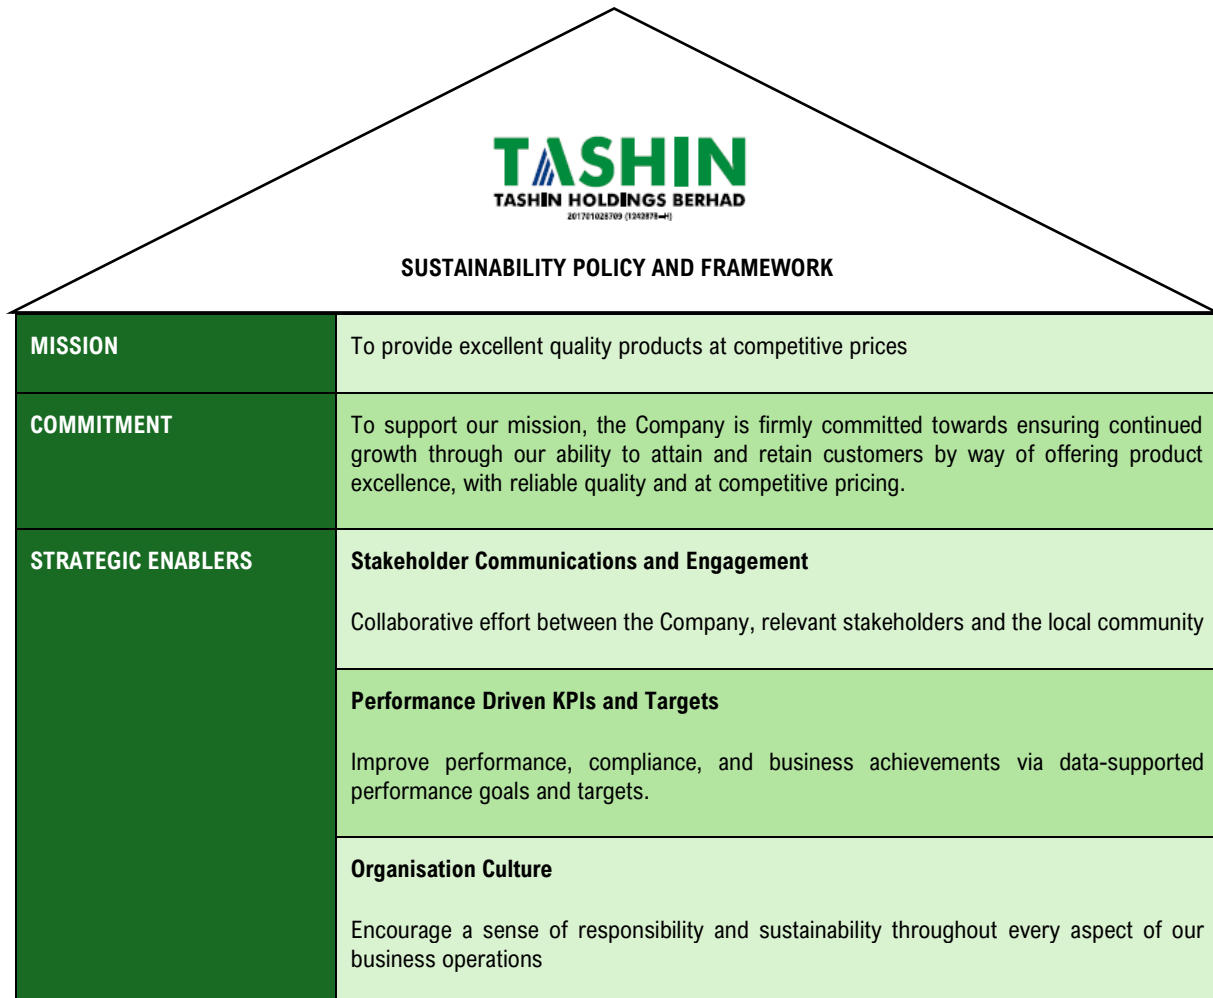 TASHIN
TASHIN HOLDINGS BERHAD
201701028709 (1242878-H)
SUSTAINABILITY POLICY AND FRAMEWORK
MISSION
To provide excellent quality products at competitive prices
COMMITMENT
To support our mission, the Company is firmly committed towards ensuring continued
growth through our ability to attain and retain customers by way of offering product
excellence, with reliable quality and at competitive pricing.
STRATEGIC ENABLERS
Stakeholder Communications and Engagement
Collaborative effort between the Company, relevant stakeholders and the local community
Performance Driven KPIs and Targets
Improve performance, compliance, and business achievements via data-supported
performance goals and targets.
Organisation Culture
Encourage a sense of responsibility and sustainability throughout every aspect of our
business operations